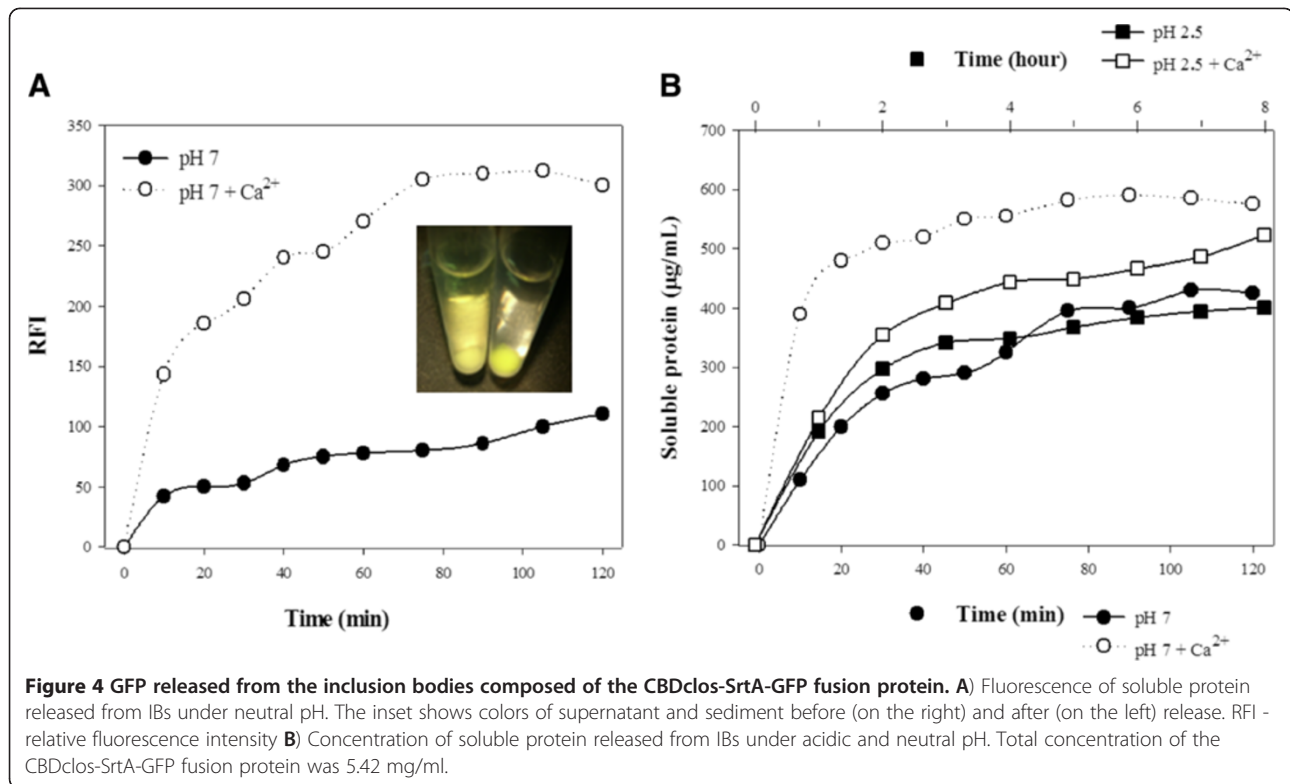 A
RFI
350
300
250
200
150
100
50
0
pH 7
pH 7 + Ca²⁺
0 20 40 60 80 100 120
Time (min)
B
pH 2.5
Time (hour)
pH 2.5 + Ca²⁺
0 2 4 6 8
Soluble protein (µg/mL)
700
600
500
400
300
200
100
0
0 20 40 60 80 100 120
Time (min)
pH 7
pH 7 + Ca²⁺
Figure 4 GFP released from the inclusion bodies composed of the CBDclos-SrtA-GFP fusion protein. A) Fluorescence of soluble protein
released from IBs under neutral pH. The inset shows colors of supernatant and sediment before (on the right) and after (on the left) release. RFI -
relative fluorescence intensity B) Concentration of soluble protein released from IBs under acidic and neutral pH. Total concentration of the
CBDclos-SrtA-GFP fusion protein was 5.42 mg/ml.